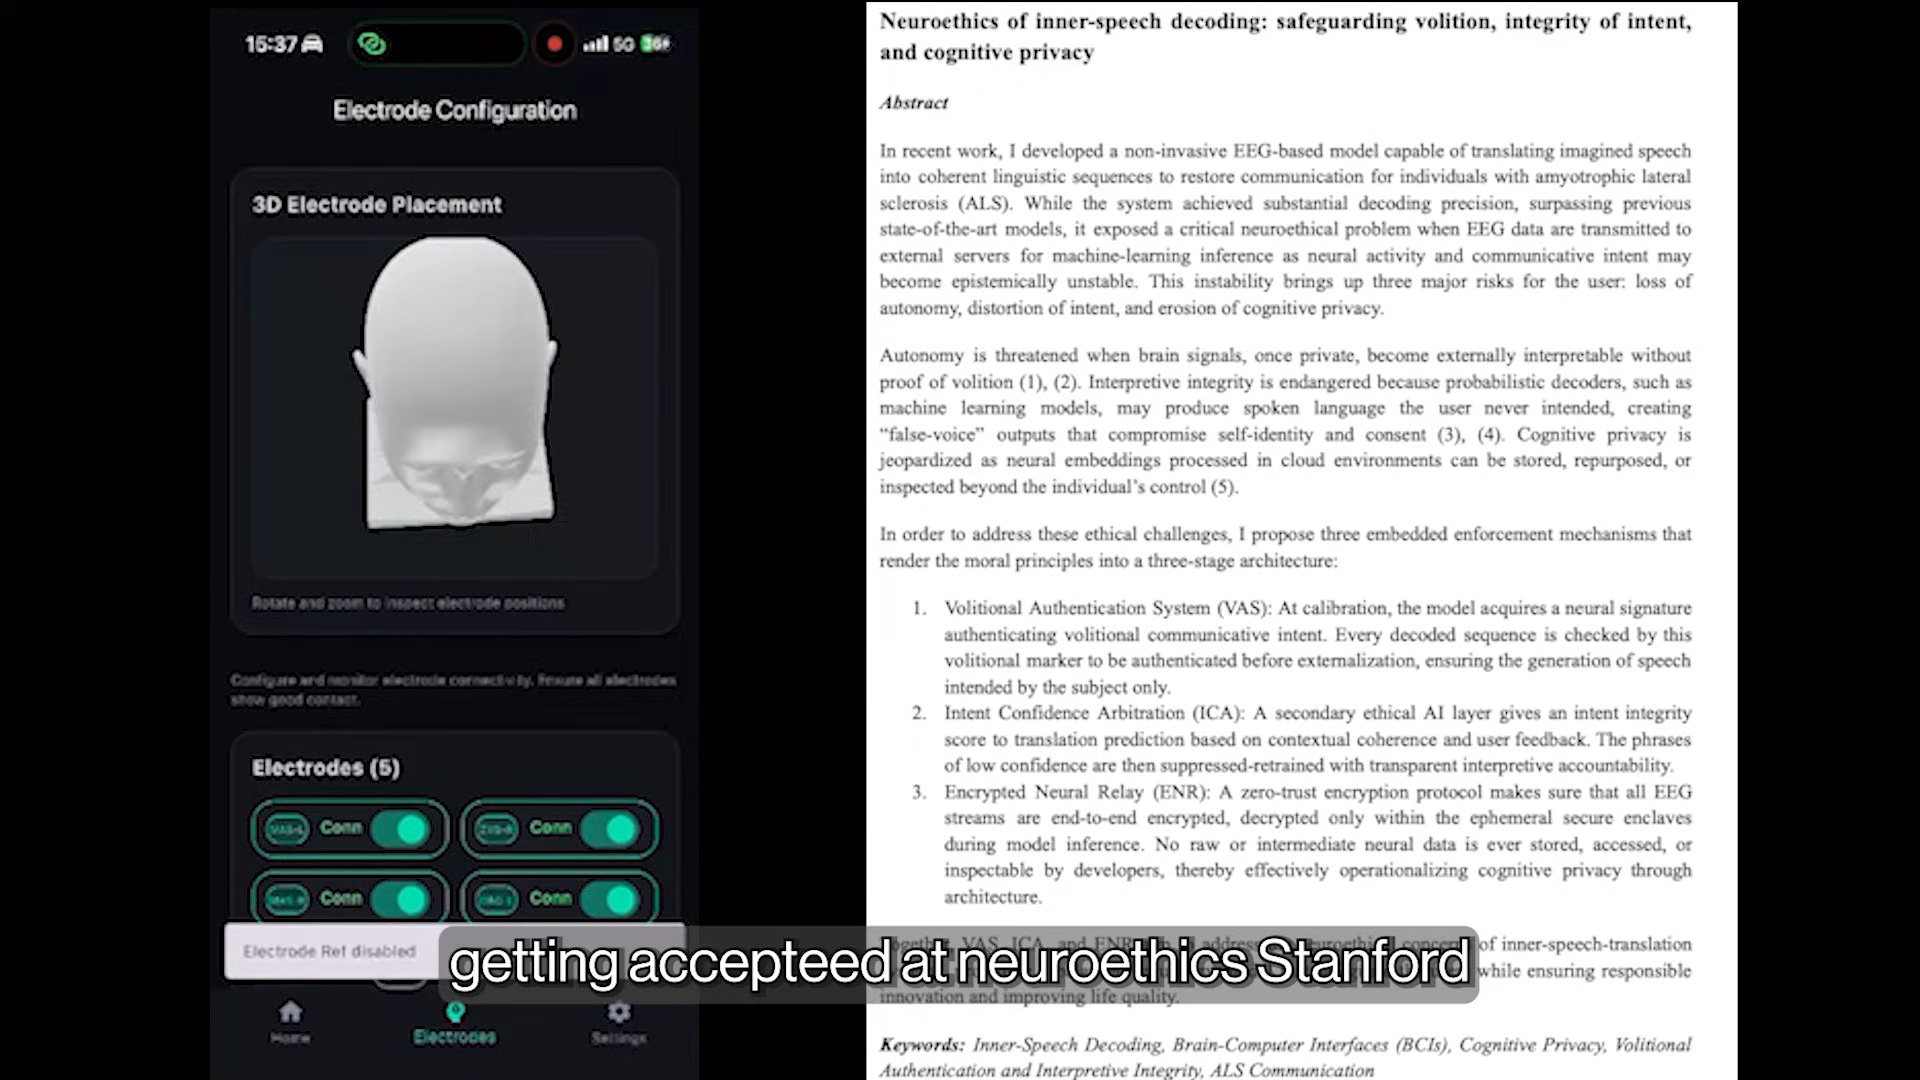 15:37
5G
Electrode Configuration
3D Electrode Placement
Rotate and zoom to inspect electrode positions
Configure and monitor electrode connectivity. Ensure all electrodes
show good contact.
Electrodes (5)
Conn
Conn
Conn
Conn
Electrode Ref disabled
Home
Electrodes
Settings
Neuroethics of inner-speech decoding: safeguarding volition, integrity of intent,
and cognitive privacy
Abstract
In recent work, I developed a non-invasive EEG-based model capable of translating imagined speech
into coherent linguistic sequences to restore communication for individuals with amyotrophic lateral
sclerosis (ALS). While the system achieved substantial decoding precision, surpassing previous
state-of-the-art models, it exposed a critical neuroethical problem when EEG data are transmitted to
external servers for machine-learning inference as neural activity and communicative intent may
become epistemically unstable. This instability brings up three major risks for the user: loss of
autonomy, distortion of intent, and erosion of cognitive privacy.
Autonomy is threatened when brain signals, once private, become externally interpretable without
proof of volition (1), (2). Interpretive integrity is endangered because probabilistic decoders, such as
machine learning models, may produce spoken language the user never intended, creating
“false-voice” outputs that compromise self-identity and consent (3), (4). Cognitive privacy is
jeopardized as neural embeddings processed in cloud environments can be stored, repurposed, or
inspected beyond the individual’s control (5).
In order to address these ethical challenges, I propose three embedded enforcement mechanisms that
render the moral principles into a three-stage architecture:
1. Volitional Authentication System (VAS): At calibration, the model acquires a neural signature
authenticating volitional communicative intent. Every decoded sequence is checked by this
volitional marker to be authenticated before externalization, ensuring the generation of speech
intended by the subject only.
2. Intent Confidence Arbitration (ICA): A secondary ethical AI layer gives an intent integrity
score to translation prediction based on contextual coherence and user feedback. The phrases
of low confidence are then suppressed-retrained with transparent interpretive accountability.
3. Encrypted Neural Relay (ENR): A zero-trust encryption protocol makes sure that all EEG
streams are end-to-end encrypted, decrypted only within the ephemeral secure enclaves
during model inference. No raw or intermediate neural data is ever stored, accessed, or
inspectable by developers, thereby effectively operationalizing cognitive privacy through
architecture.
VAS, ICA, and ENR address of inner-speech-translation
while ensuring responsible
innovation and improving life quality.
Keywords: Inner-Speech Decoding, Brain-Computer Interfaces (BCIs), Cognitive Privacy, Volitional
Authentication and Interpretive Integrity, ALS Communication
getting accepteed at neuroethics Stanford